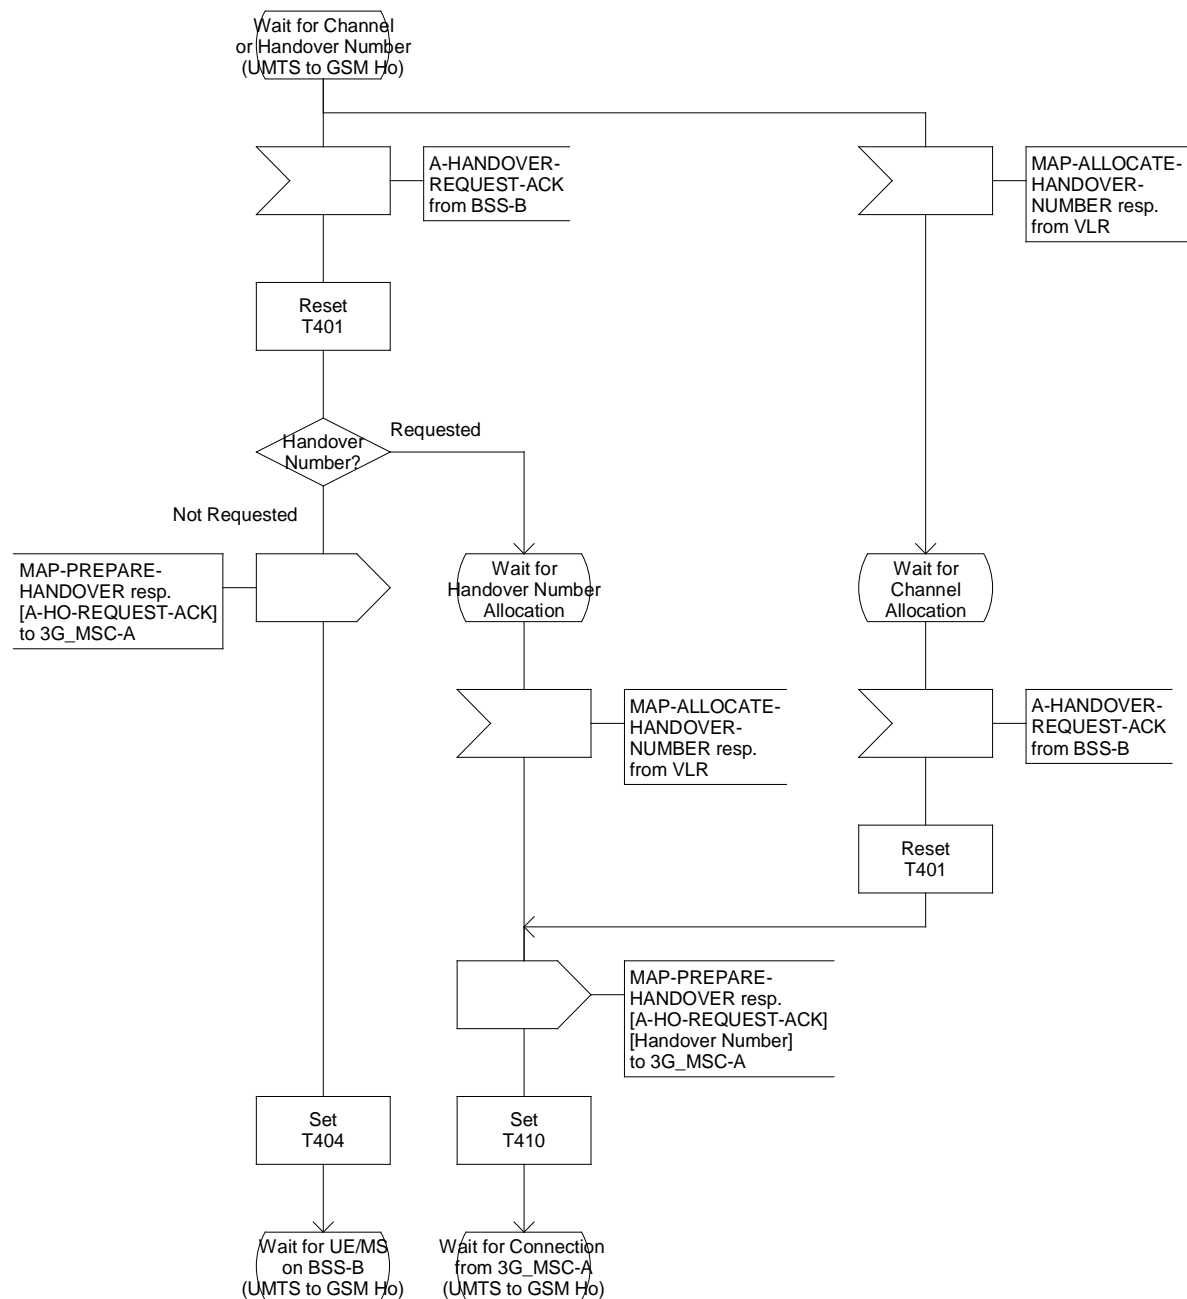 Wait for Channel
or Handover Number
(UMTS to GSM Ho)
A-HANDOVER-
REQUEST-ACK
from BSS-B
MAP-ALLOCATE-
HANDOVER-
NUMBER resp.
from VLR
Reset
T401
Handover
Number?
Requested
Not Requested
MAP-PREPARE-
HANDOVER resp.
[A-HO-REQUEST-ACK]
to 3G_MSC-A
Wait for
Handover Number
Allocation
Wait for
Channel
Allocation
MAP-ALLOCATE-
HANDOVER-
NUMBER resp.
from VLR
A-HANDOVER-
REQUEST-ACK
from BSS-B
Reset
T401
MAP-PREPARE-
HANDOVER resp.
[A-HO-REQUEST-ACK]
[Handover Number]
to 3G_MSC-A
Set
T404
Set
T410
Wait for UE/MS
on BSS-B
(UMTS to GSM Ho)
Wait for Connection
from 3G_MSC-A
(UMTS to GSM Ho)